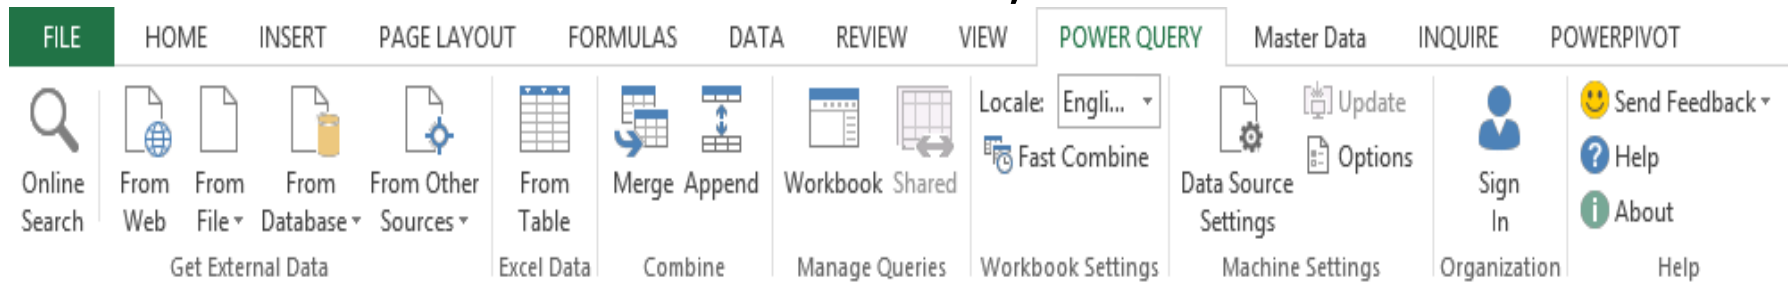 FILE HOME INSERT PAGE LAYOUT FORMULAS DATA REVIEW VIEW POWER QUERY Master Data INQUIRE POWERPIVOT
Online
Search
From
Web
From
File
From
Database
From Other
Sources
Get External Data
From
Table
Excel Data
Merge
Append
Combine
Workbook
Shared
Manage Queries
Locale: Engli...
Fast Combine
Workbook Settings
Data Source
Settings
Update
Options
Machine Settings
Sign
In
Organization
Send Feedback
Help
About
Help